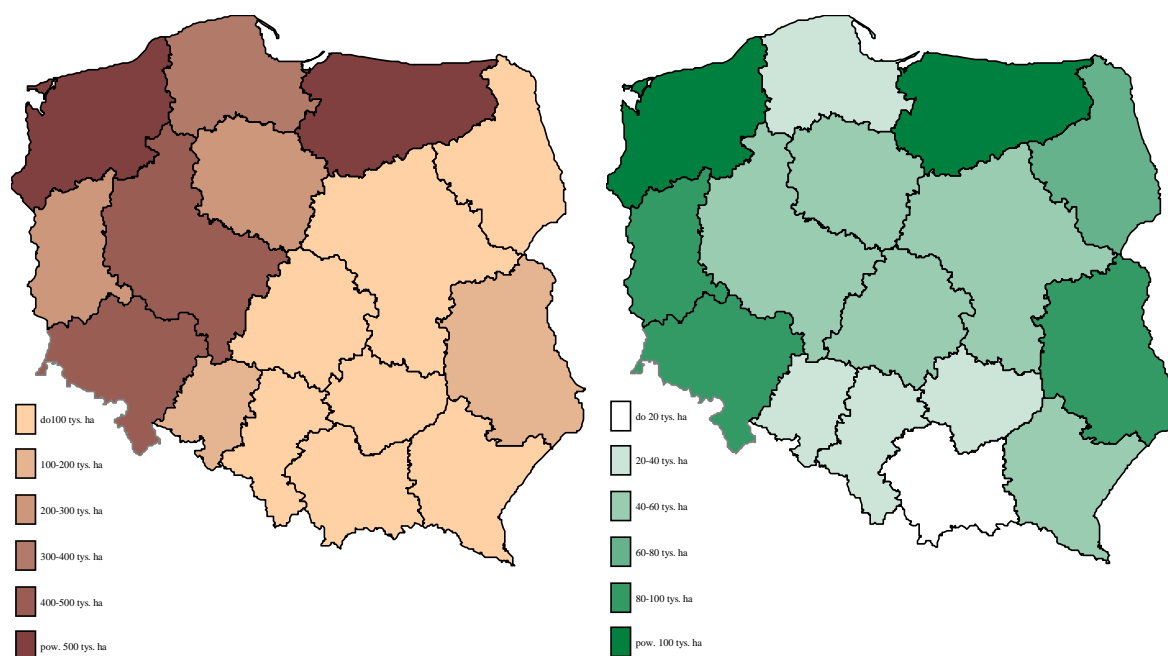 do100 tys. ha
100-200 tys. ha
200-300 tys. ha
300-400 tys. ha
400-500 tys. ha
pow. 500 tys. ha
do 20 tys. ha
20-40 tys. ha
40-60 tys. ha
60-80 tys. ha
80-100 tys. ha
pow. 100 tys. ha